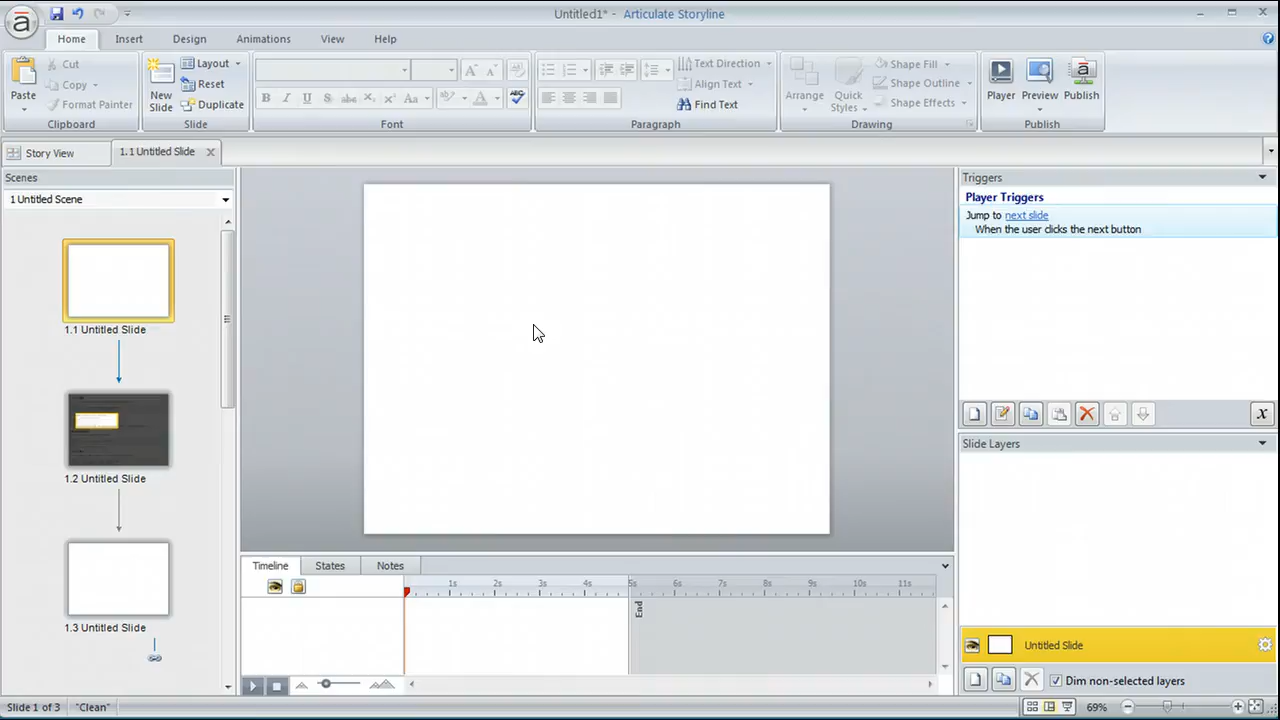 Untitled1* - Articulate Storyline
Home Insert Design Animations View Help
Paste
Cut
Copy
Format Painter
Clipboard
New Slide
Layout
Reset
Duplicate
Slide
Font
Text Direction
Align Text
Find Text
Paragraph
Arrange
Quick Styles
Shape Fill
Shape Outline
Shape Effects
Drawing
Player
Preview
Publish
Publish
Story View
1.1 Untitled Slide
Scenes
1 Untitled Scene
1.1 Untitled Slide
1.2 Untitled Slide
1.3 Untitled Slide
Timeline States Notes
1s 2s 3s 4s 5s 6s 7s 8s 9s 10s 11s
End
Triggers
Player Triggers
Jump to next slide
When the user clicks the next button
Slide Layers
Untitled Slide
Dim non-selected layers
Slide 1 of 3 "Clean" 69%